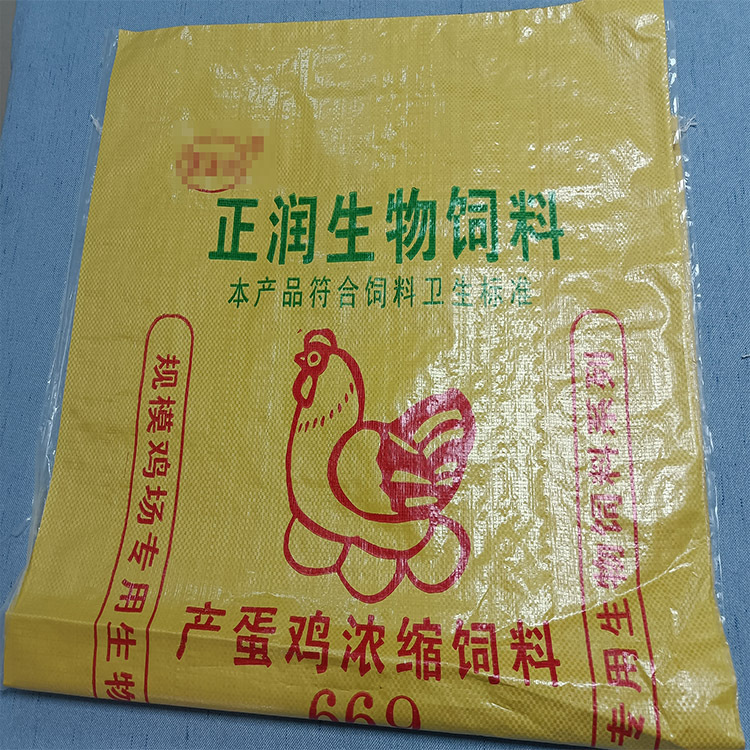 正润生物饲料
本产品符合饲料卫生标准
规模鸡场专用生物
产蛋鸡浓缩饲料